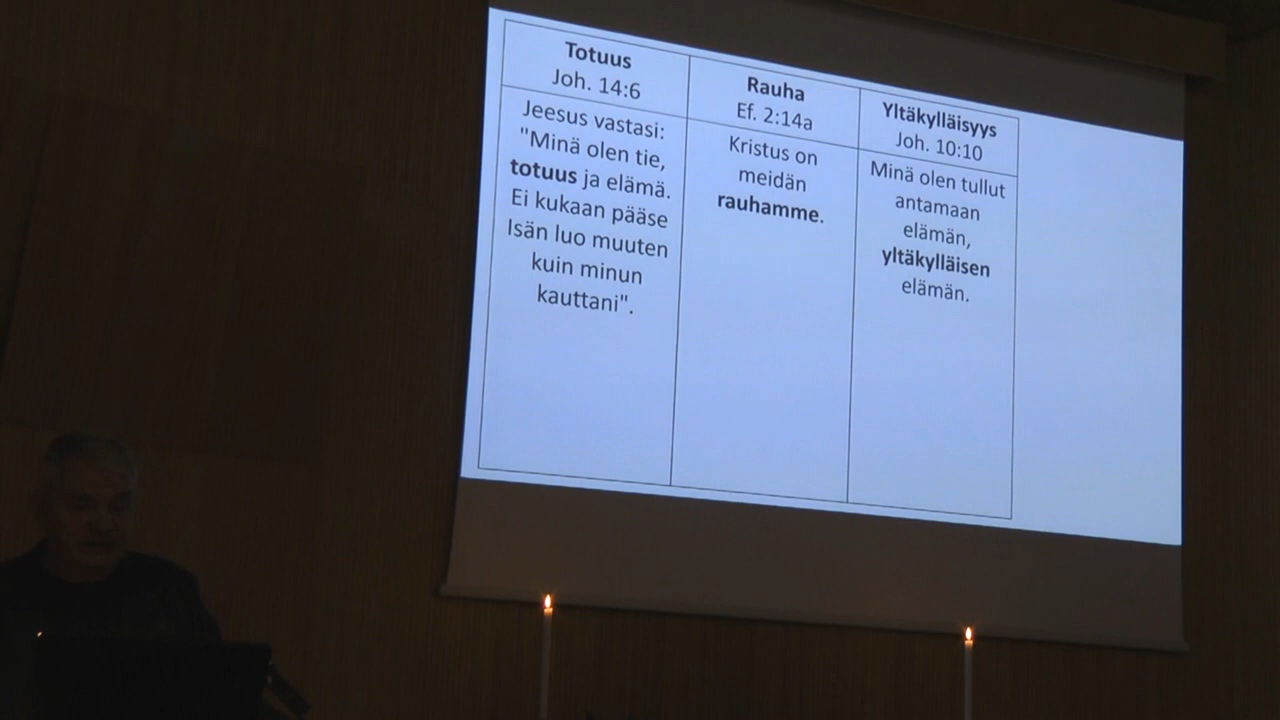 Totuus
Joh. 14:6
Jeesus vastasi:
"Minä olen tie,
totuus ja elämä.
Ei kukaan pääse
Isän luo muuten
kuin minun
kauttani".
Rauha
Ef. 2:14a
Kristus on
meidän
rauhamme.
Yltäkylläisyys
Joh. 10:10
Minä olen tullut
antamaan
elämän,
yltäkylläisen
elämän.